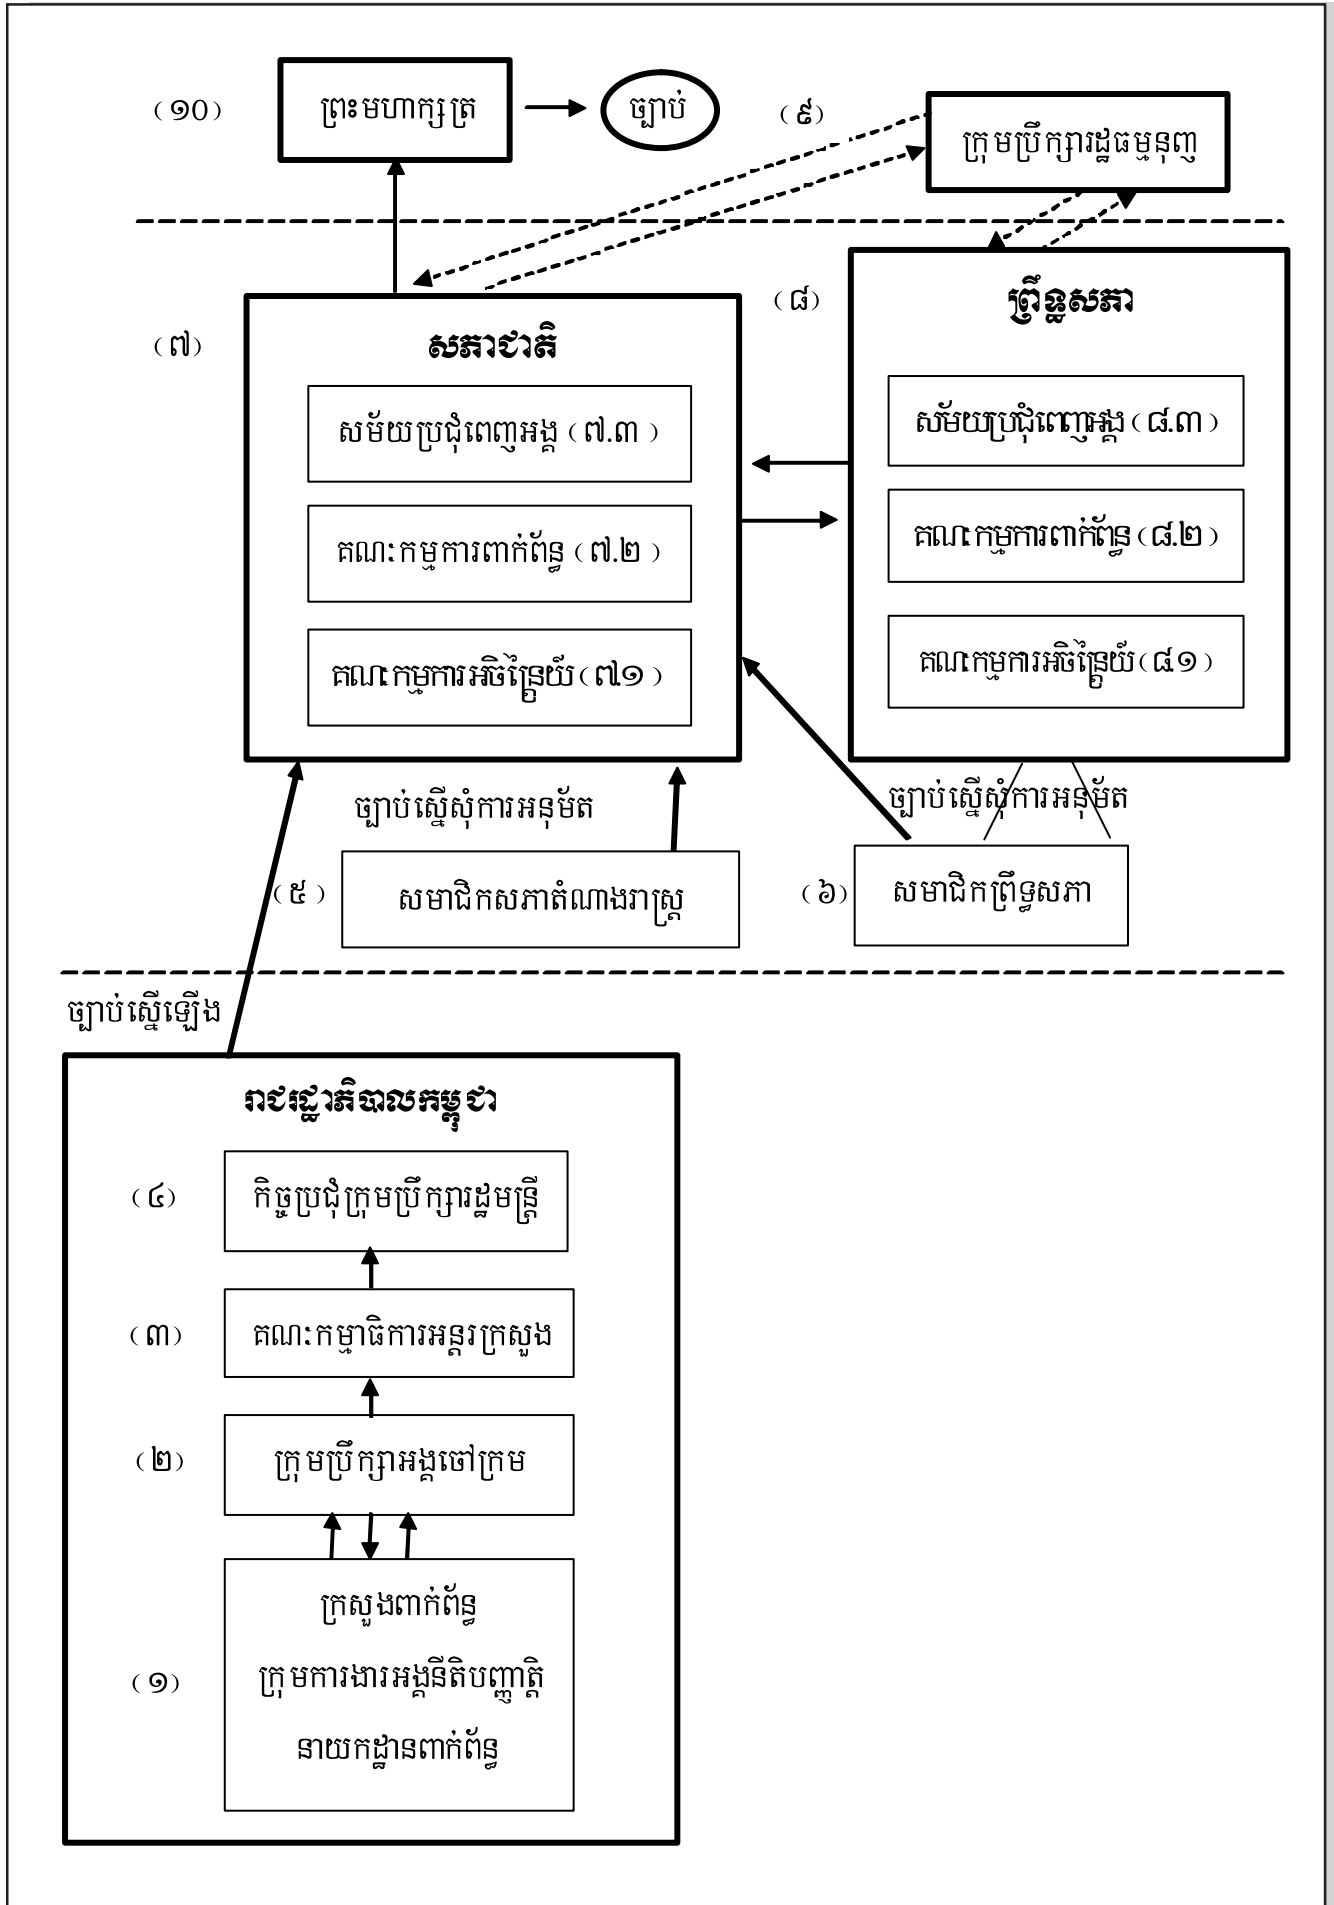 (១០)
ព្រះមហាក្សត្រ
ច្បាប់
(៩)
ក្រុមប្រឹក្សារដ្ឋធម្មនុញ្ញ
(៧)
សភាជាតិ
សម័យប្រជុំពេញអង្គ (៧.៣)
គណៈកម្មការពាក់ព័ន្ធ (៧.២)
គណៈកម្មការអចិន្ត្រៃយ៍ (៧.១)
(៨)
ព្រឹទ្ធសភា
សម័យប្រជុំពេញអង្គ (៨.៣)
គណៈកម្មការពាក់ព័ន្ធ (៨.២)
គណៈកម្មការអចិន្ត្រៃយ៍ (៨.១)
ច្បាប់ស្នើសុំការអនុម័ត
ច្បាប់ស្នើសុំការអនុម័ត
(៥)
សមាជិកសភាតំណាងរាស្ត្រ
(៦)
សមាជិកព្រឹទ្ធសភា
ច្បាប់ស្នើឡើង
រាជរដ្ឋាភិបាលកម្ពុជា
(៤)
កិច្ចប្រជុំក្រុមប្រឹក្សារដ្ឋមន្ត្រី
(៣)
គណៈកម្មាធិការអន្តរក្រសួង
(២)
ក្រុមប្រឹក្សាអង្គចៅក្រម
(១)
ក្រសួងពាក់ព័ន្ធ
ក្រុមការងារអង្គនីតិបញ្ញាត្តិ
នាយកដ្ឋានពាក់ព័ន្ធ